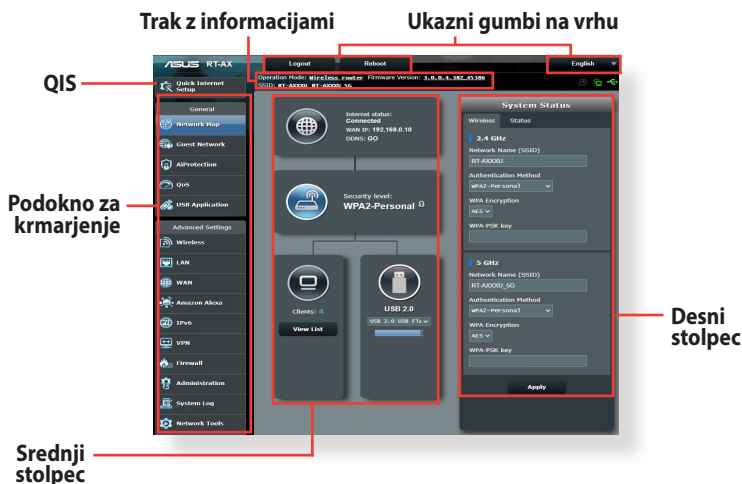 Trak z informacijami
Ukazni gumbi na vrhu
QIS
Podokno za
krmarjenje
Srednji
stolpec
Desni
stolpec
ASUS RT-AX
Logout
Reboot
English
Quick Internet
Setup
Operation Mode: Wireless router Firmware Version: 3.0.0.4.382_45386
SSID: RT-AXXXU RT-AXXXU_5G
General
Network Map
Guest Network
AiProtection
QoS
USB Application
Advanced Settings
Wireless
LAN
WAN
Amazon Alexa
IPv6
VPN
Firewall
Administration
System Log
Network Tools
Internet status:
Connected
WAN IP: 192.168.0.10
DDNS: GO
Security level:
WPA2-Personal
Clients: 4
View List
USB 2.0
USB 2.0 USB Fl
System Status
Wireless
Status
2.4 GHz
Network Name (SSID)
RT-AXXXU
Authentication Method
WPA2-Personal
WPA Encryption
AES
WPA-PSK key
5 GHz
Network Name (SSID)
RT-AXXXU_5G
Authentication Method
WPA2-Personal
WPA Encryption
AES
WPA-PSK key
Apply